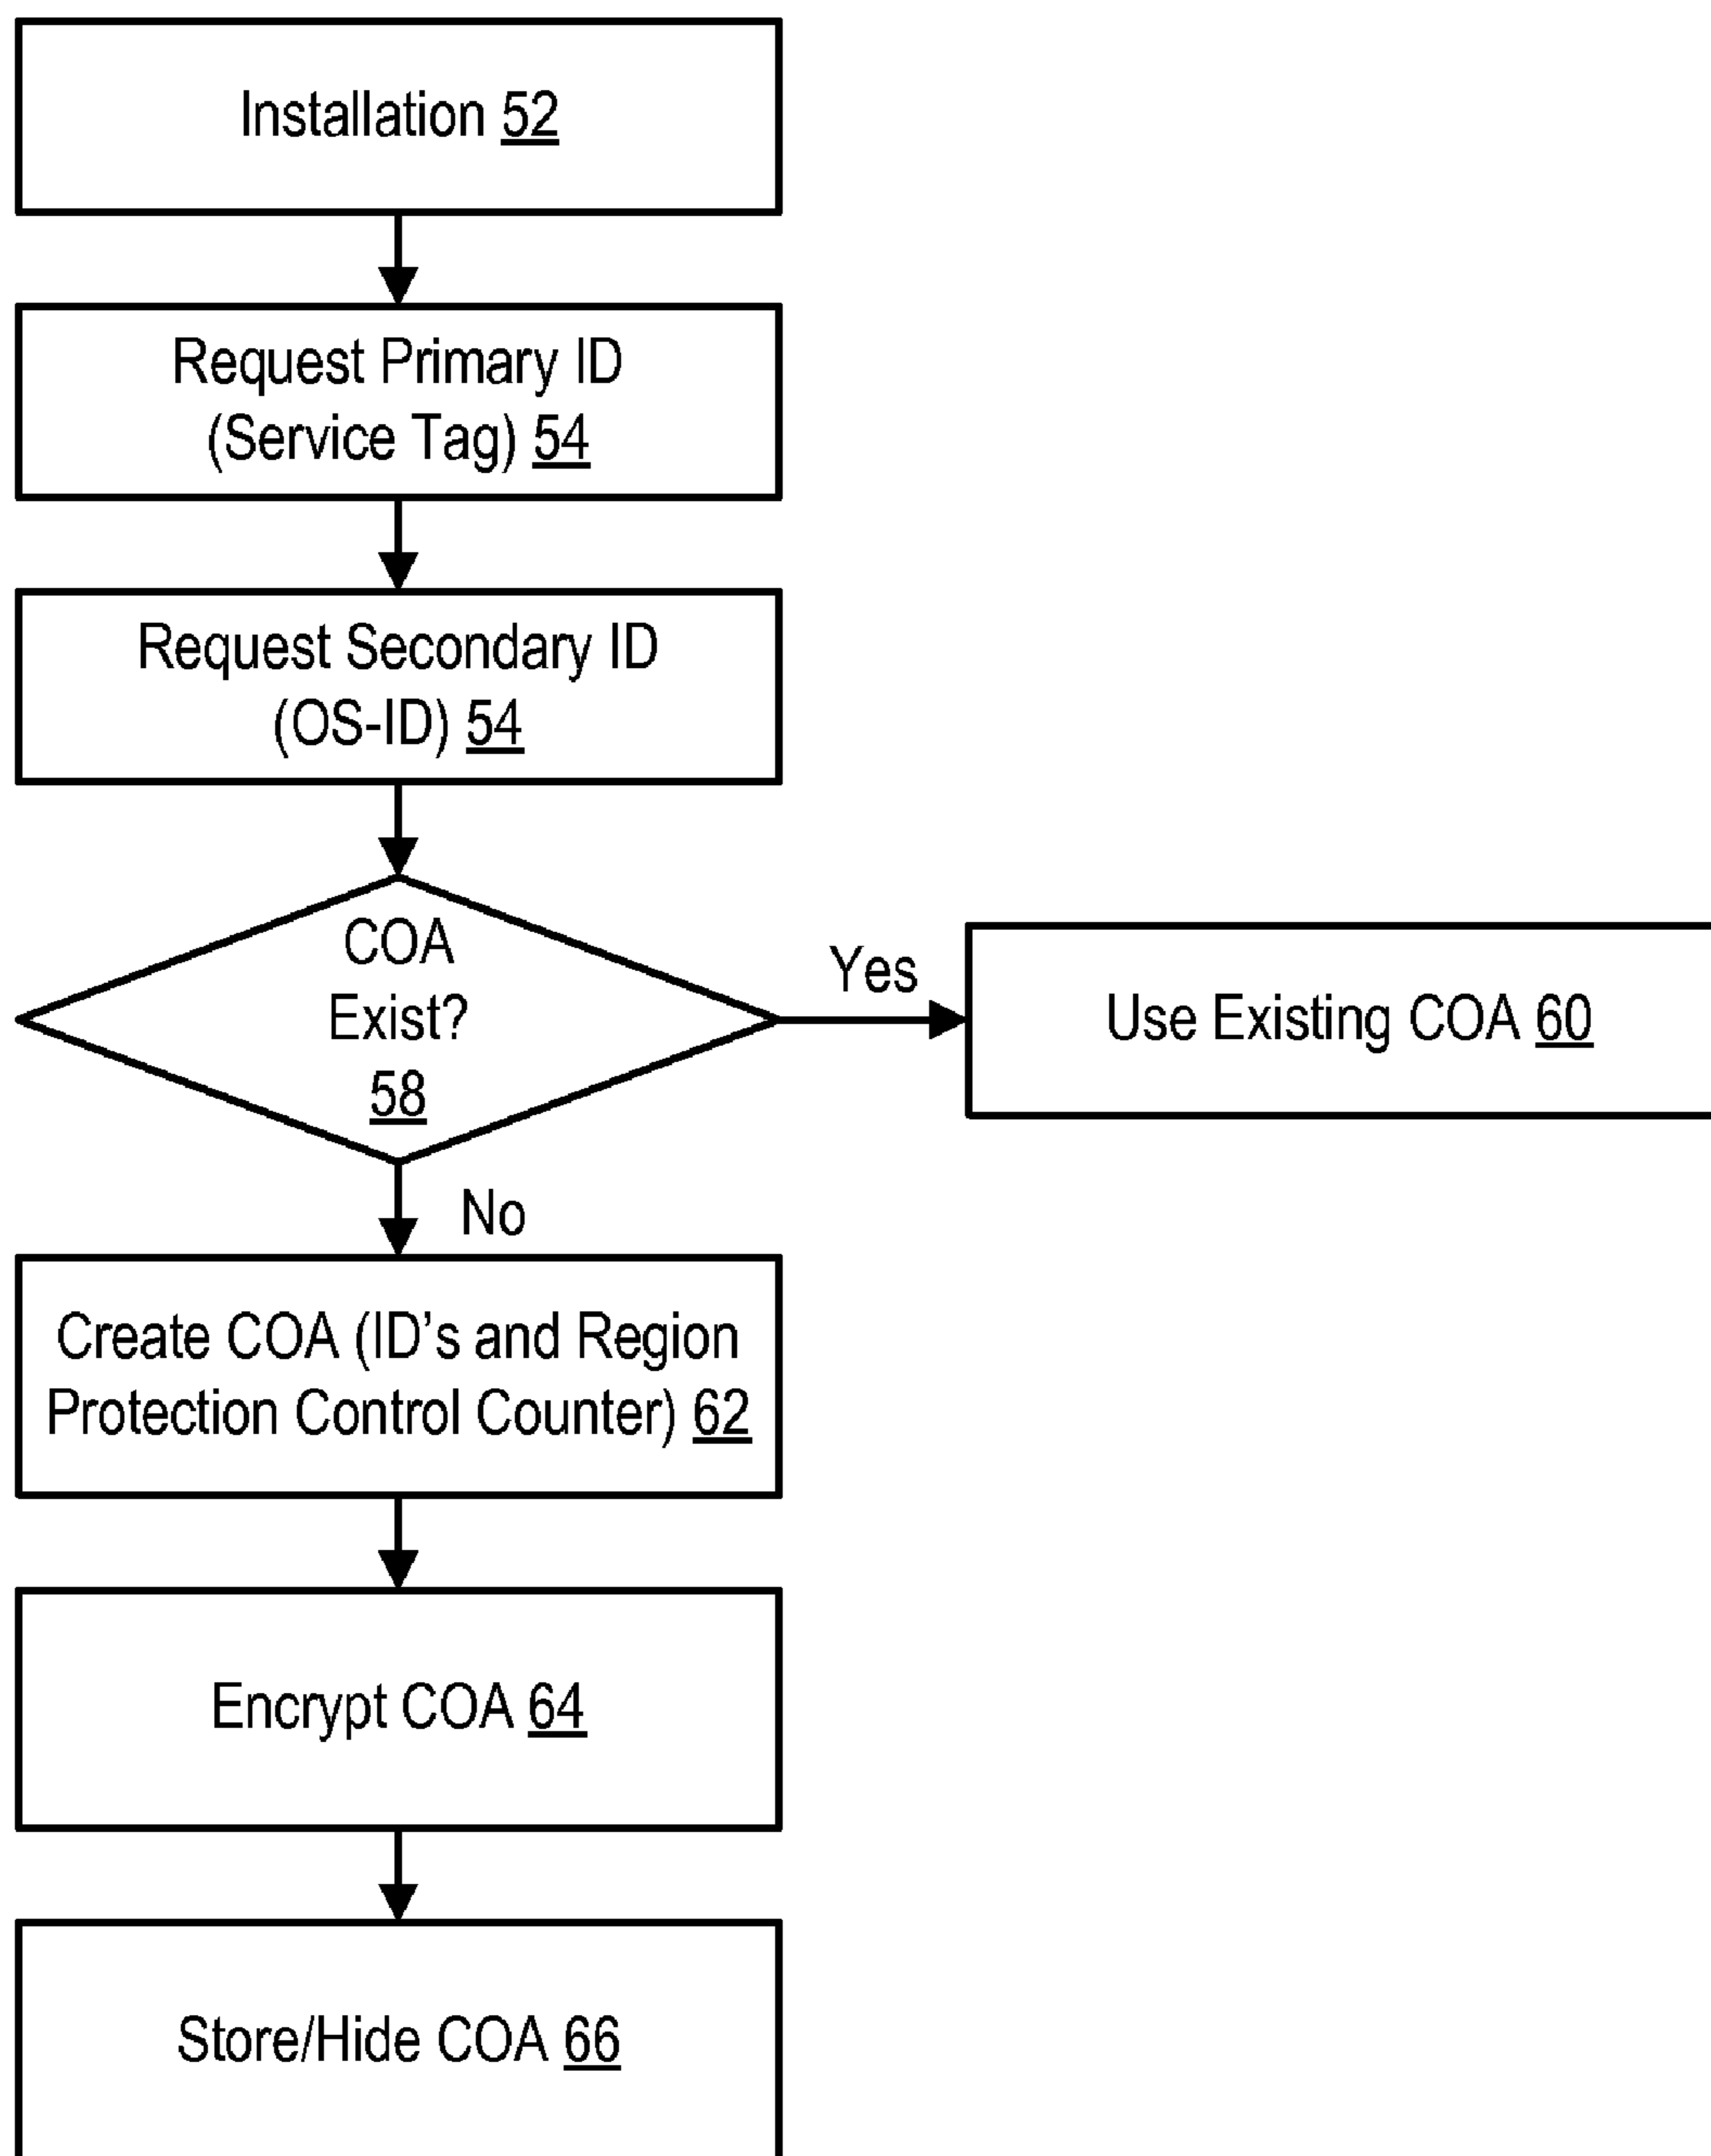 Installation 52
Request Primary ID
(Service Tag) 54
Request Secondary ID
(OS-ID) 54
COA
Exist?
58
Yes
Use Existing COA 60
No
Create COA (ID's and Region
Protection Control Counter) 62
Encrypt COA 64
Store/Hide COA 66